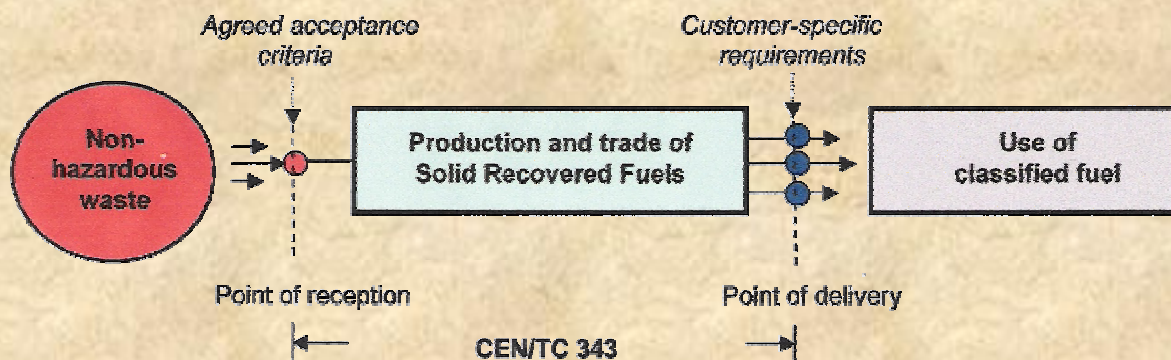 Agreed acceptance
criteria
Customer-specific
requirements
Non-
hazardous
waste
Production and trade of
Solid Recovered Fuels
Use of
classified fuel
Point of reception
Point of delivery
CEN/TC 343